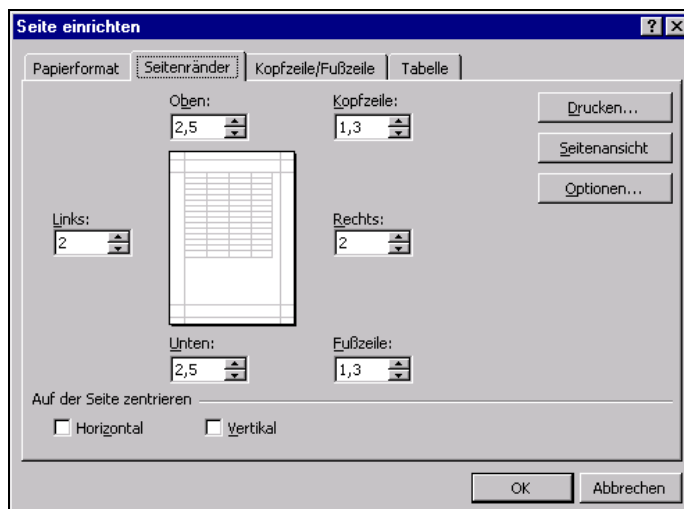 Seite einrichten
Papierformat Seitenränder Kopfzeile/Fußzeile Tabelle
Oben: Kopfzeile:
2,5 1,3
Drucken...
Seitenansicht
Optionen...
Links: Rechts:
2 2
Unten: Fußzeile:
2,5 1,3
Auf der Seite zentrieren
Horizontal Vertikal
OK Abbrechen